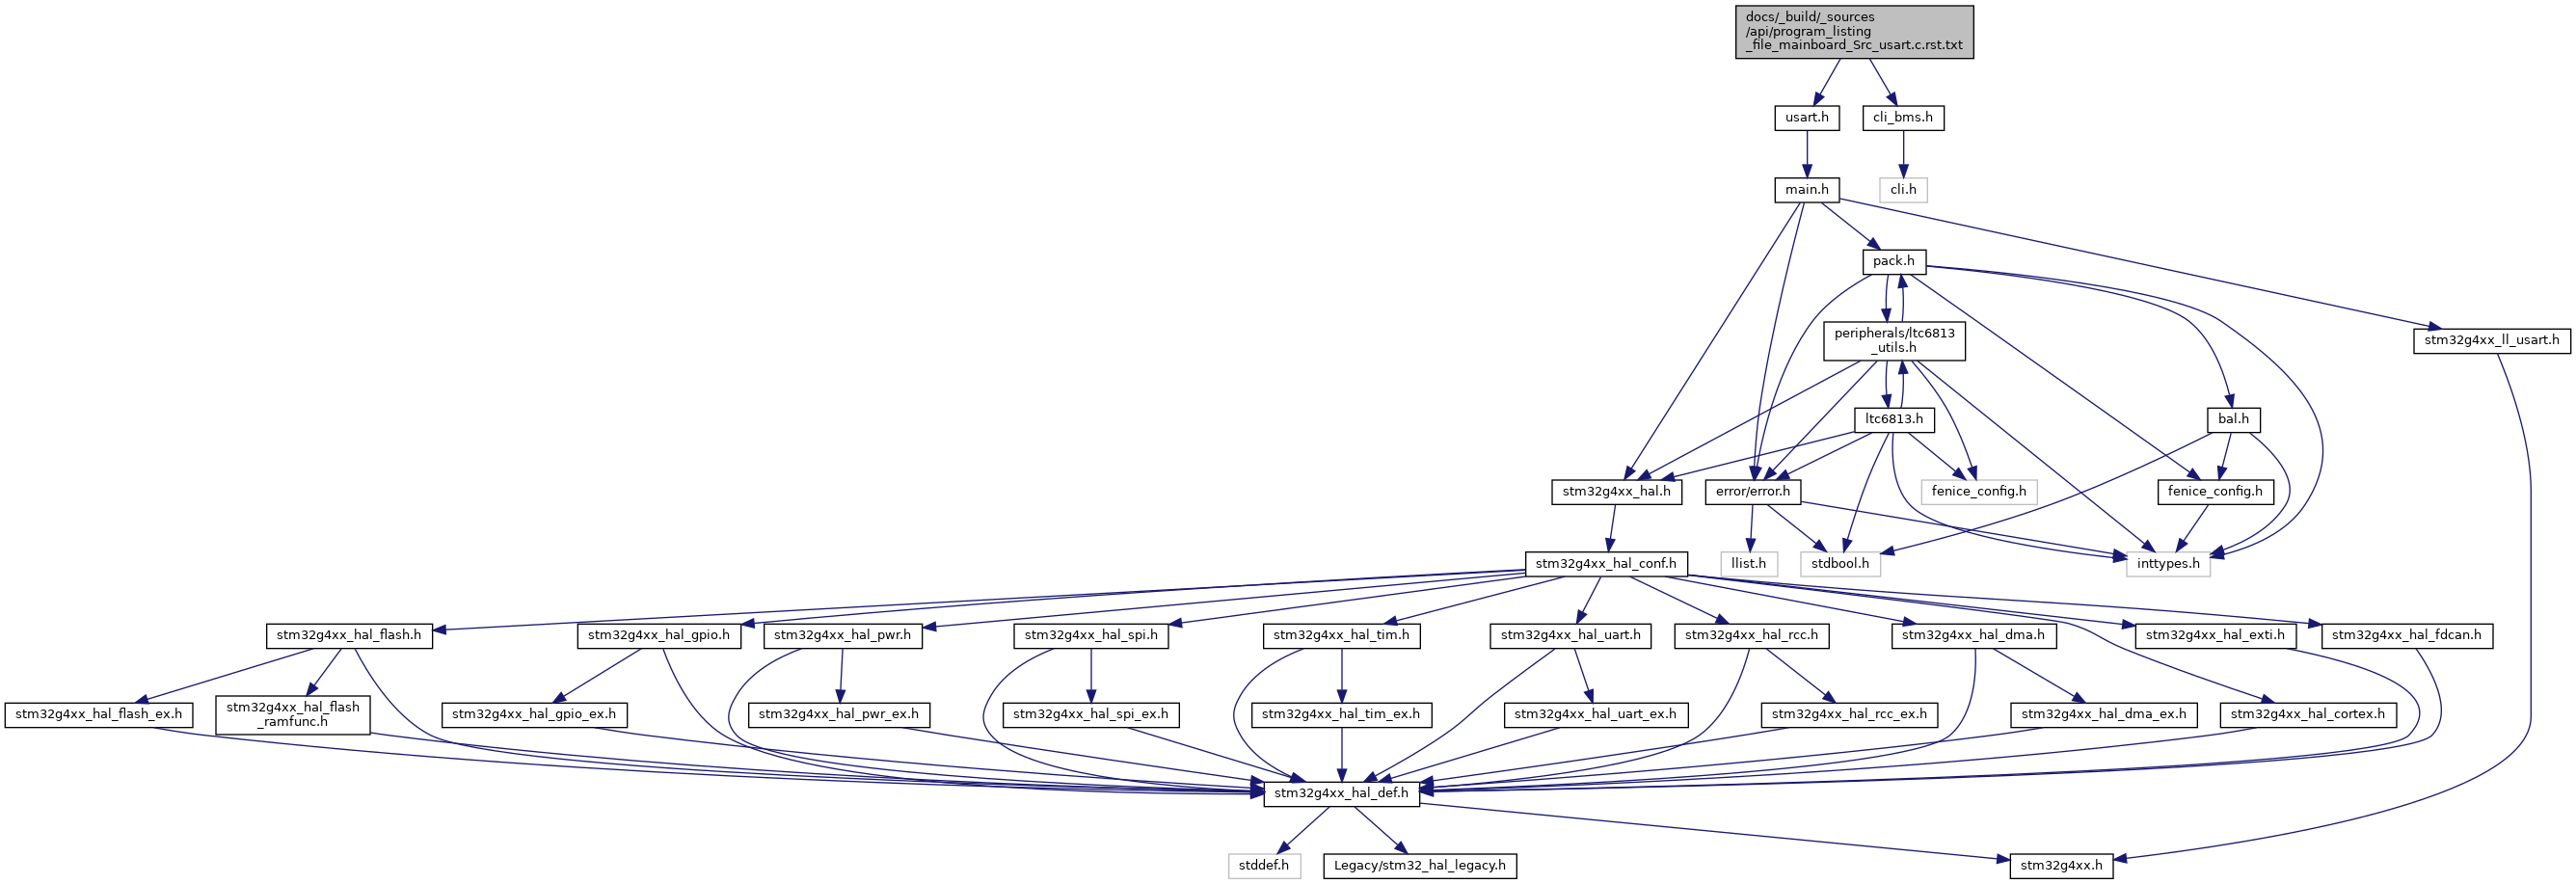 docs/_build/_sources
/api/program_listing
_file_mainboard_Src_usart.c.rst.txt
usart.h
cli_bms.h
main.h
cli.h
pack.h
peripherals/ltc6813
_utils.h
stm32g4xx_ll_usart.h
ltc6813.h
bal.h
stm32g4xx_hal.h
error/error.h
fenice_config.h
fenice_config.h
stm32g4xx_hal_conf.h
llist.h
stdbool.h
inttypes.h
stm32g4xx_hal_flash.h
stm32g4xx_hal_gpio.h
stm32g4xx_hal_pwr.h
stm32g4xx_hal_spi.h
stm32g4xx_hal_tim.h
stm32g4xx_hal_uart.h
stm32g4xx_hal_rcc.h
stm32g4xx_hal_dma.h
stm32g4xx_hal_exti.h
stm32g4xx_hal_fdcan.h
stm32g4xx_hal_flash_ex.h
stm32g4xx_hal_flash
_ramfunc.h
stm32g4xx_hal_gpio_ex.h
stm32g4xx_hal_pwr_ex.h
stm32g4xx_hal_spi_ex.h
stm32g4xx_hal_tim_ex.h
stm32g4xx_hal_uart_ex.h
stm32g4xx_hal_rcc_ex.h
stm32g4xx_hal_dma_ex.h
stm32g4xx_hal_cortex.h
stm32g4xx_hal_def.h
stddef.h
Legacy/stm32_hal_legacy.h
stm32g4xx.h